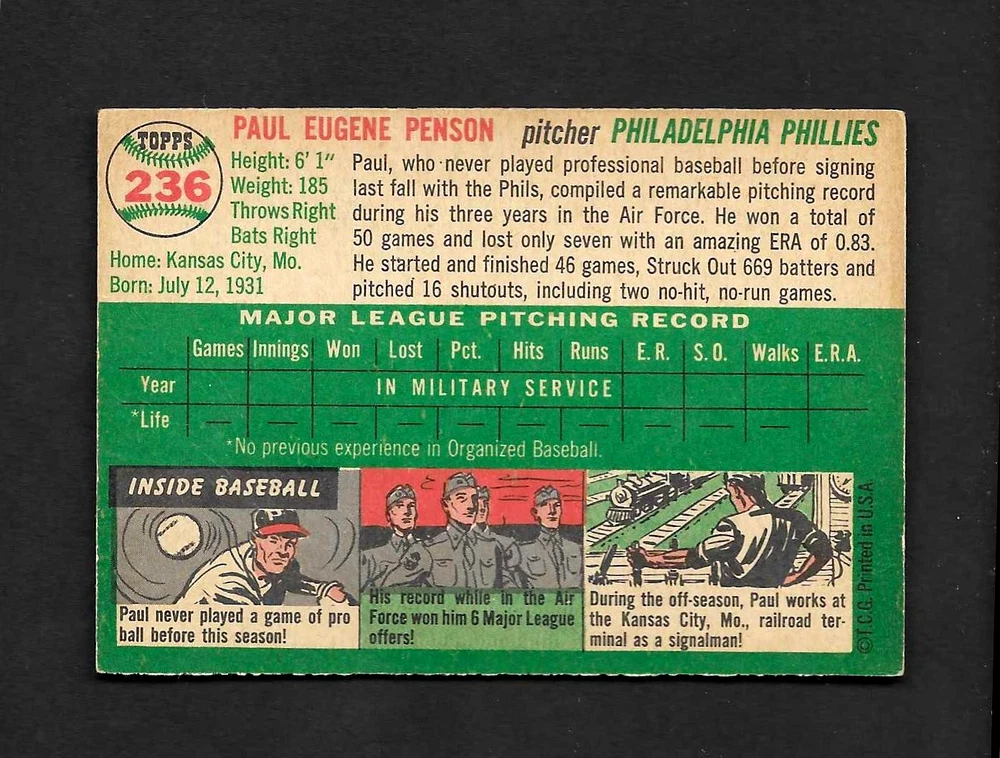 TOPPS
236
PAUL EUGENE PENSON pitcher PHILADELPHIA PHILLIES
Height: 6' 1"
Weight: 185
Throws Right
Bats Right
Home: Kansas City, Mo.
Born: July 12, 1931
Paul, who never played professional baseball before signing
last fall with the Phils, compiled a remarkable pitching record
during his three years in the Air Force. He won a total of
50 games and lost only seven with an amazing ERA of 0.83.
He started and finished 46 games, Struck Out 669 batters and
pitched 16 shutouts, including two no-hit, no-run games.
MAJOR LEAGUE PITCHING RECORD
Games Innings Won Lost Pct. Hits Runs E.R. S.O. Walks E.R.A.
Year IN MILITARY SERVICE
*Life — — — — — — — — — —
*No previous experience in Organized Baseball.
INSIDE BASEBALL
P
Paul never played a game of pro
ball before this season!
His record while in the Air
Force won him 6 Major League
offers!
During the off-season, Paul works at
the Kansas City, Mo., railroad ter-
minal as a signalman!
©T.C.G. Printed in U.S.A.